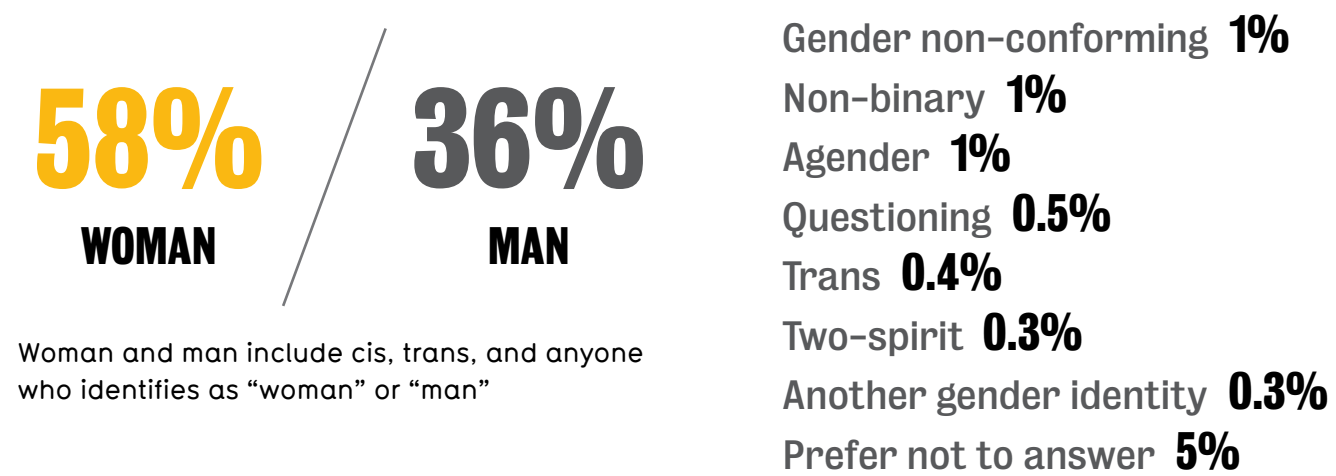 58%
WOMAN
36%
MAN
Woman and man include cis, trans, and anyone
who identifies as “woman” or “man”
Gender non-conforming 1%
Non-binary 1%
Agender 1%
Questioning 0.5%
Trans 0.4%
Two-spirit 0.3%
Another gender identity 0.3%
Prefer not to answer 5%